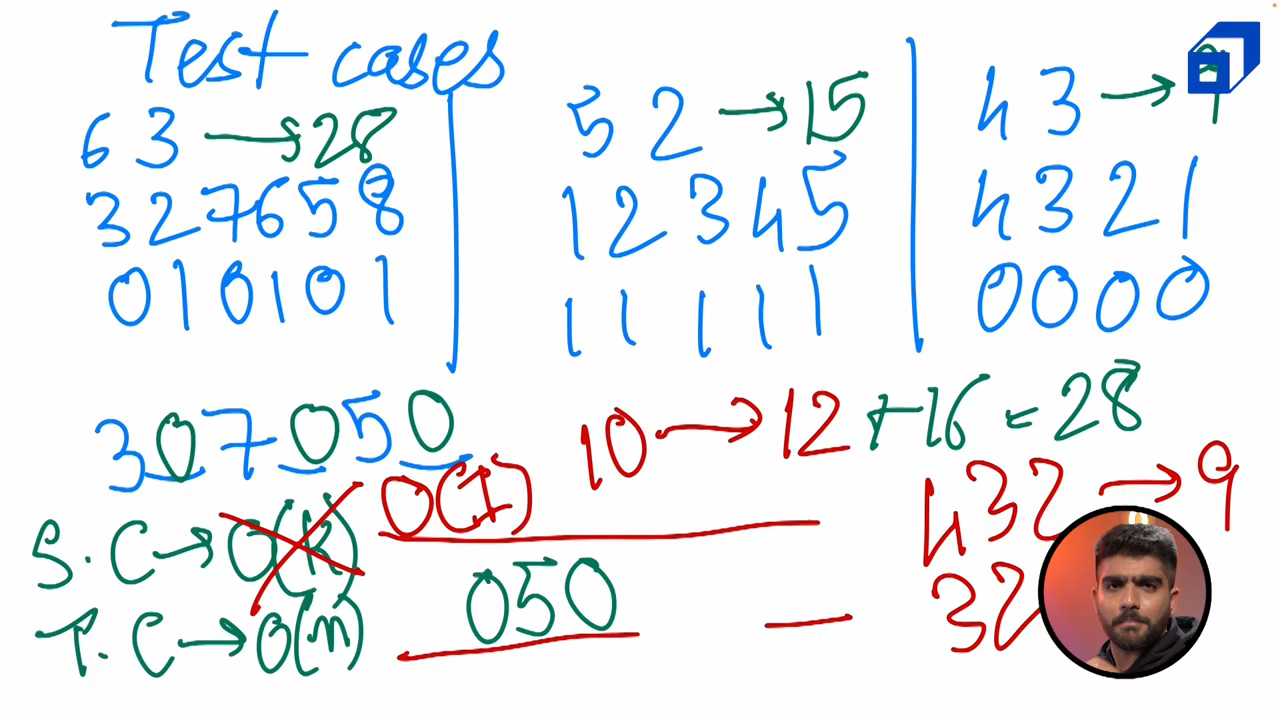 Test cases
6 3 → 28
3 2 7 6 5 8
0 1 0 1 0 1
5 2 → 15
1 2 3 4 5
1 1 1 1 1
4 3 → 9
4 3 2 1
0 0 0 0
3 0 7 0 5 0
10 → 12 + 16 = 28
S.C → O(K) O(1)
T.C → O(n)
0 5 0
4 3 2 → 9
3 2